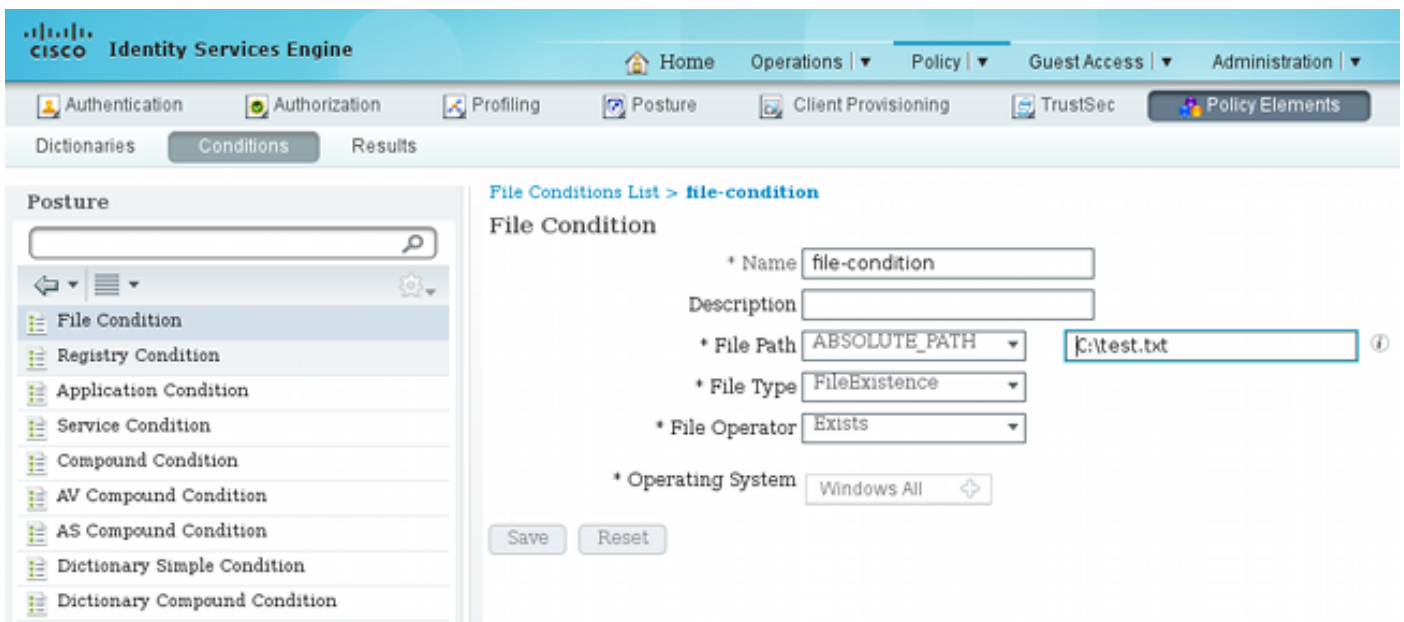 CISCO Identity Services Engine
Home Operations | ▼ Policy | ▼ Guest Access | ▼ Administration | ▼
Authentication Authorization Profiling Posture Client Provisioning TrustSec Policy Elements
Dictionaries Conditions Results
Posture
File Condition
Registry Condition
Application Condition
Service Condition
Compound Condition
AV Compound Condition
AS Compound Condition
Dictionary Simple Condition
Dictionary Compound Condition
File Conditions List > file-condition
File Condition
* Name file-condition
Description
* File Path ABSOLUTE_PATH C:\test.txt
* File Type FileExistence
* File Operator Exists
* Operating System Windows All
Save Reset